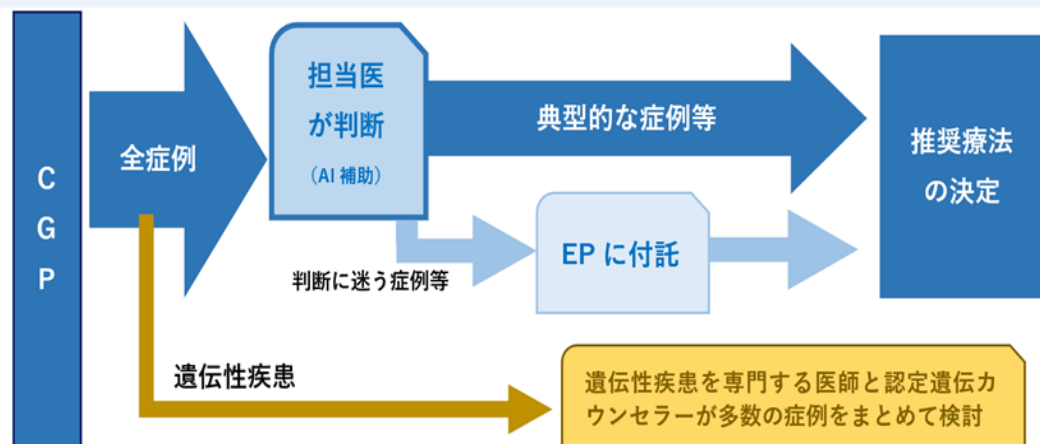 CGP
全症例
担当医
が判断
（AI 補助）
典型的な症例等
推奨療法
の決定
判断に迷う症例等
EP に付託
遺伝性疾患
遺伝性疾患を専門する医師と認定遺伝カ
ウンセラーが多数の症例をまとめて検討